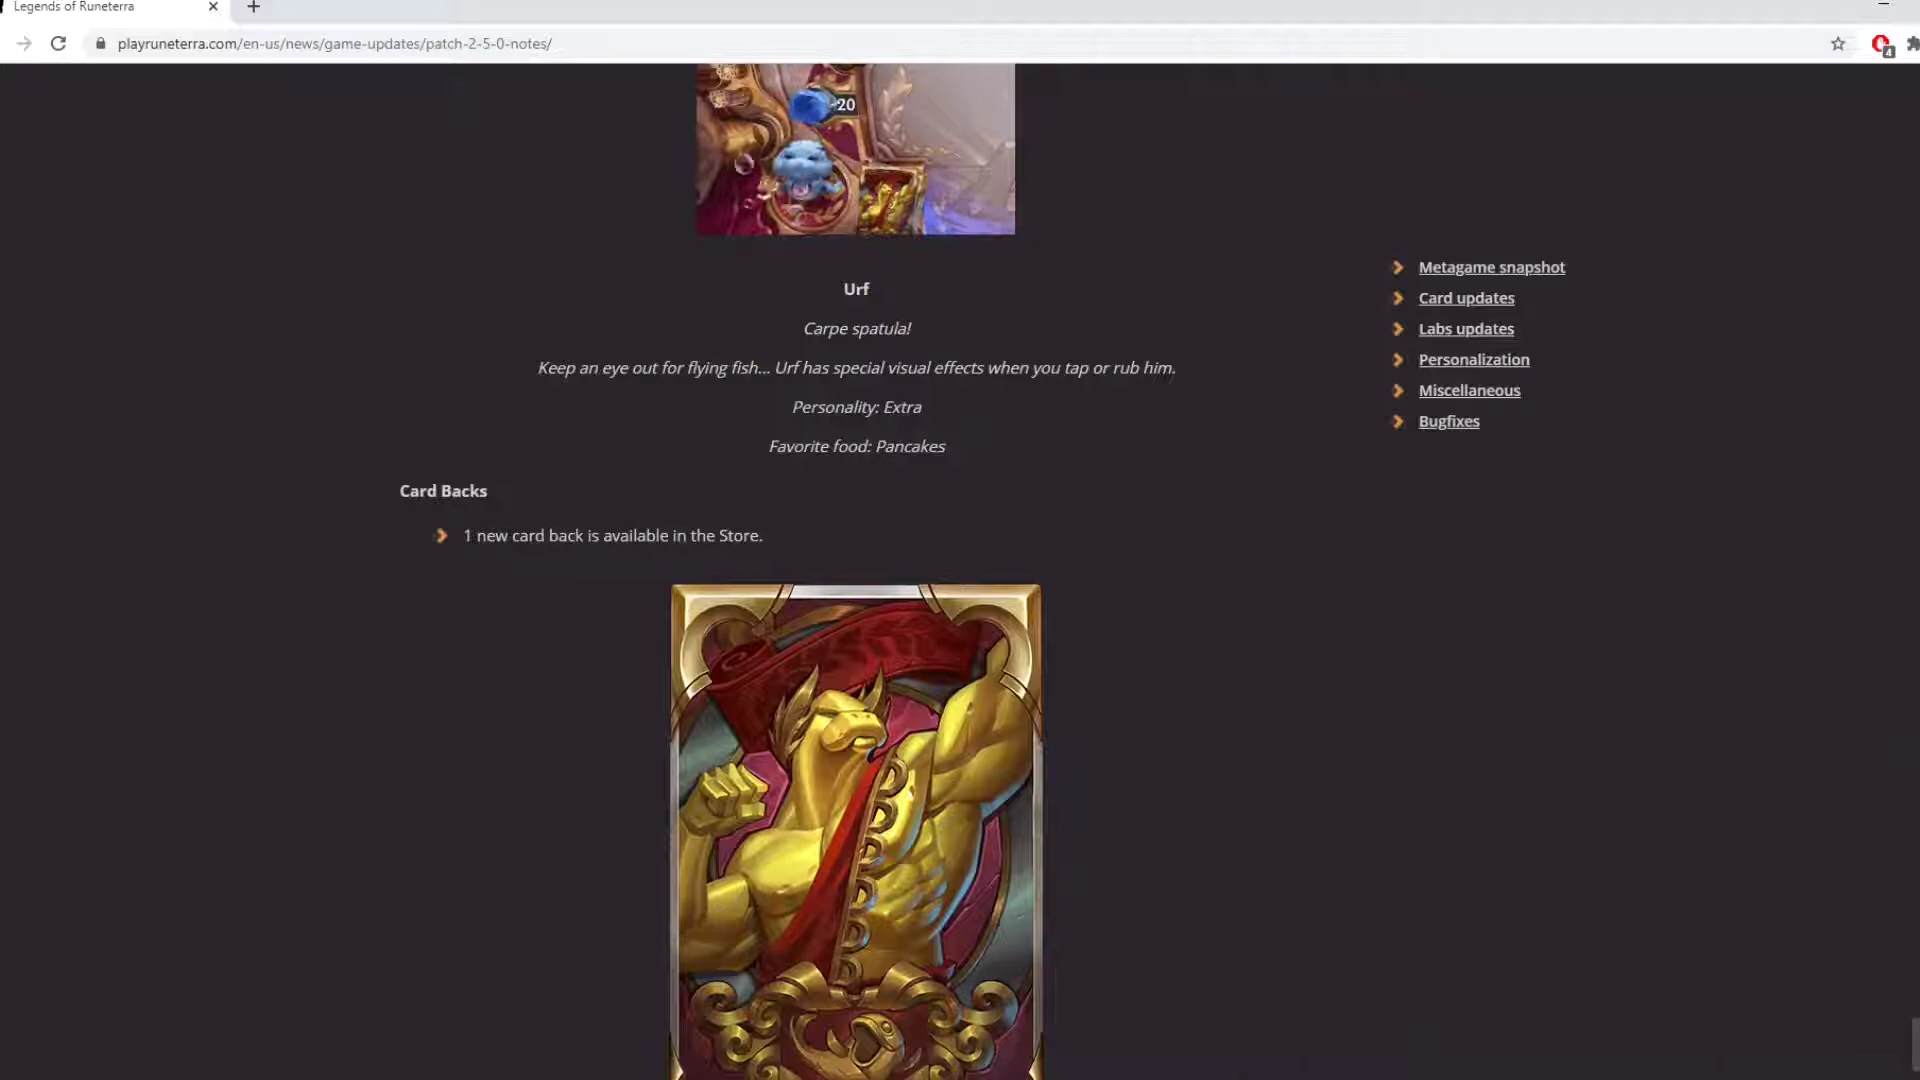 Legends of Runeterra
playruneterra.com/en-us/news/game-updates/patch-2-5-0-notes/
4
20
Urf
Carpe spatula!
Keep an eye out for flying fish... Urf has special visual effects when you tap or rub him.
Personality: Extra
Favorite food: Pancakes
Card Backs
1 new card back is available in the Store.
Metagame snapshot
Card updates
Labs updates
Personalization
Miscellaneous
Bugfixes